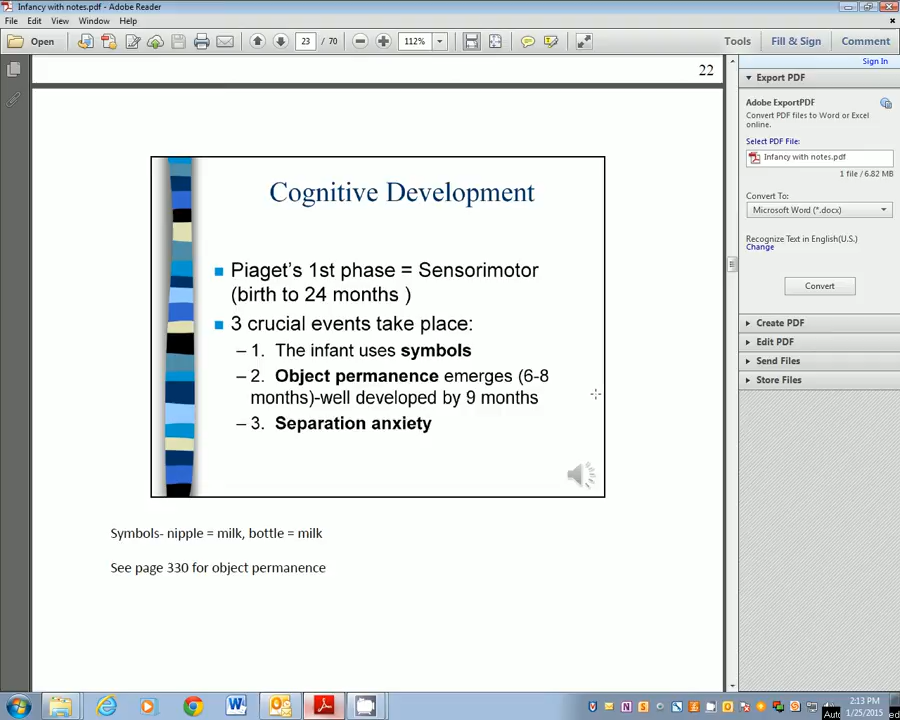 Infancy with notes.pdf - Adobe Reader
File Edit View Window Help
Open 23 / 70 112% Tools Fill & Sign Comment
Sign In
22
Cognitive Development
Piaget's 1st phase = Sensorimotor
(birth to 24 months )
3 crucial events take place:
– 1. The infant uses symbols
– 2. Object permanence emerges (6-8
months)-well developed by 9 months
– 3. Separation anxiety
Symbols- nipple = milk, bottle = milk
See page 330 for object permanence
Export PDF
Adobe ExportPDF
Convert PDF files to Word or Excel
online.
Select PDF File:
Infancy with notes.pdf
1 file / 6.82 MB
Convert To:
Microsoft Word (*.docx)
Recognize Text in English(U.S.)
Change
Convert
Create PDF
Edit PDF
Send Files
Store Files
2:13 PM
1/25/2015